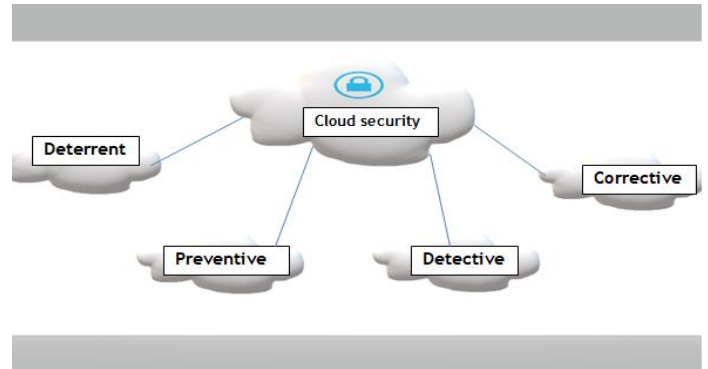 Cloud security
Deterrent
Corrective
Preventive
Detective